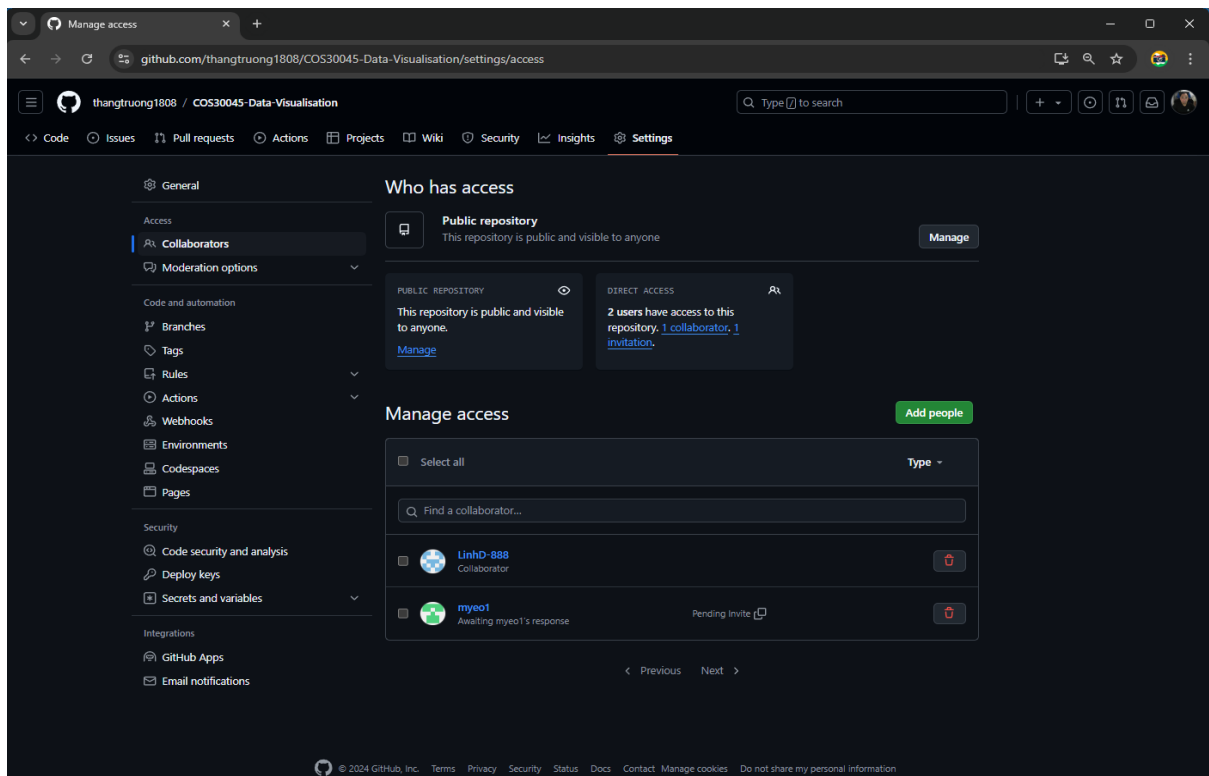 Manage access
github.com/thangtruong1808/COS30045-Data-Visualisation/settings/access
thangtruong1808 / COS30045-Data-Visualisation
Type / to search
Code Issues Pull requests Actions Projects Wiki Security Insights Settings
General
Access
Collaborators
Moderation options
Code and automation
Branches
Tags
Rules
Actions
Webhooks
Environments
Codespaces
Pages
Security
Code security and analysis
Deploy keys
Secrets and variables
Integrations
GitHub Apps
Email notifications
Who has access
Public repository
This repository is public and visible to anyone
Manage
PUBLIC REPOSITORY
This repository is public and visible
to anyone.
Manage
DIRECT ACCESS
2 users have access to this
repository. 1 collaborator. 1
invitation.
Manage access
Add people
Select all
Type
Find a collaborator...
LinhD-888
Collaborator
myeo1
Awaiting myeo1's response
Pending Invite
Previous Next
© 2024 GitHub, Inc. Terms Privacy Security Status Docs Contact Manage cookies Do not share my personal information